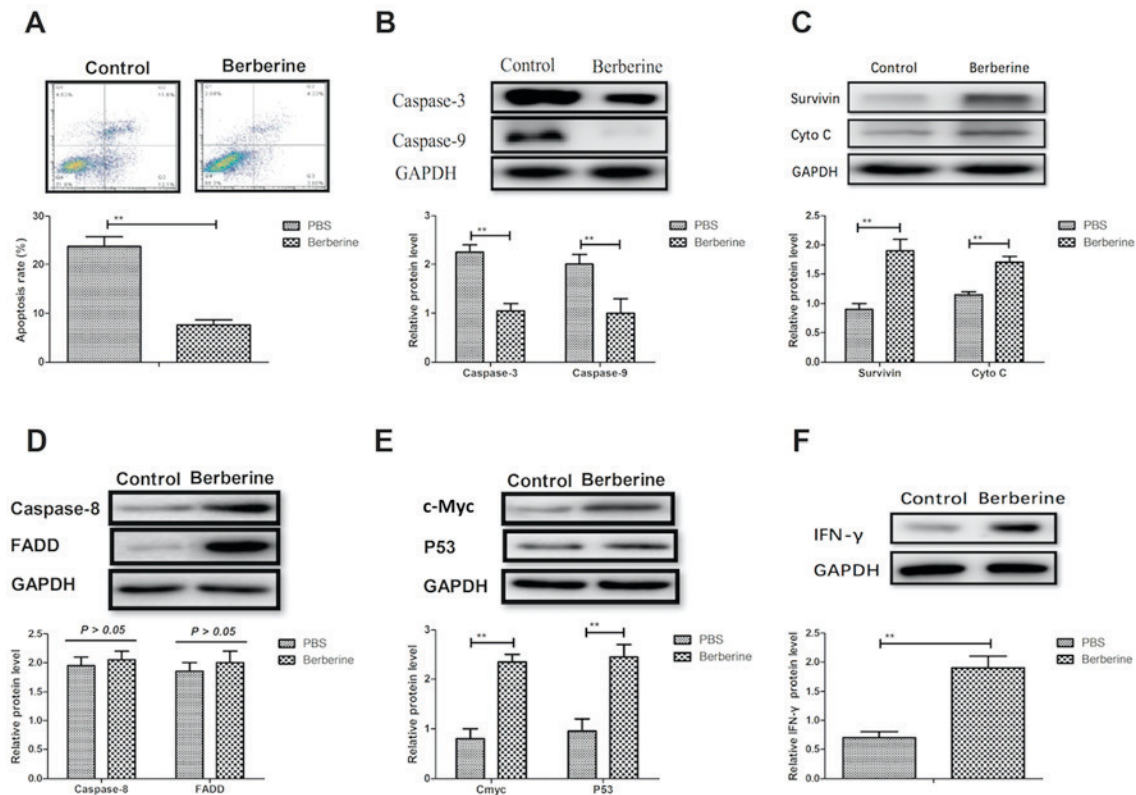 A
Control Berberine
4.02%
Apoptosis rate (%)
30
20
10
0
**
PBS
Berberine
B
Control Berberine
Caspase-3
Caspase-9
GAPDH
Relative protein level
3
2
1
0
**
**
PBS
Berberine
Caspase-3 Caspase-9
C
Control Berberine
Survivin
Cyto C
GAPDH
Relative protein level
2.5
2.0
1.5
1.0
0.5
0.0
**
**
PBS
Berberine
Survivin Cyto C
D
Control Berberine
Caspase-8
FADD
GAPDH
Relative protein level
2.5
2.0
1.5
1.0
0.5
0.0
P > 0.05 P > 0.05
PBS
Berberine
Caspase-8 FADD
E
Control Berberine
c-Myc
P53
GAPDH
Relative protein level
3
2
1
0
**
**
PBS
Berberine
Cmyc P53
F
Control Berberine
IFN-γ
GAPDH
Relative IFN-γ protein level
2.5
2.0
1.5
1.0
0.5
0.0
**
PBS
Berberine